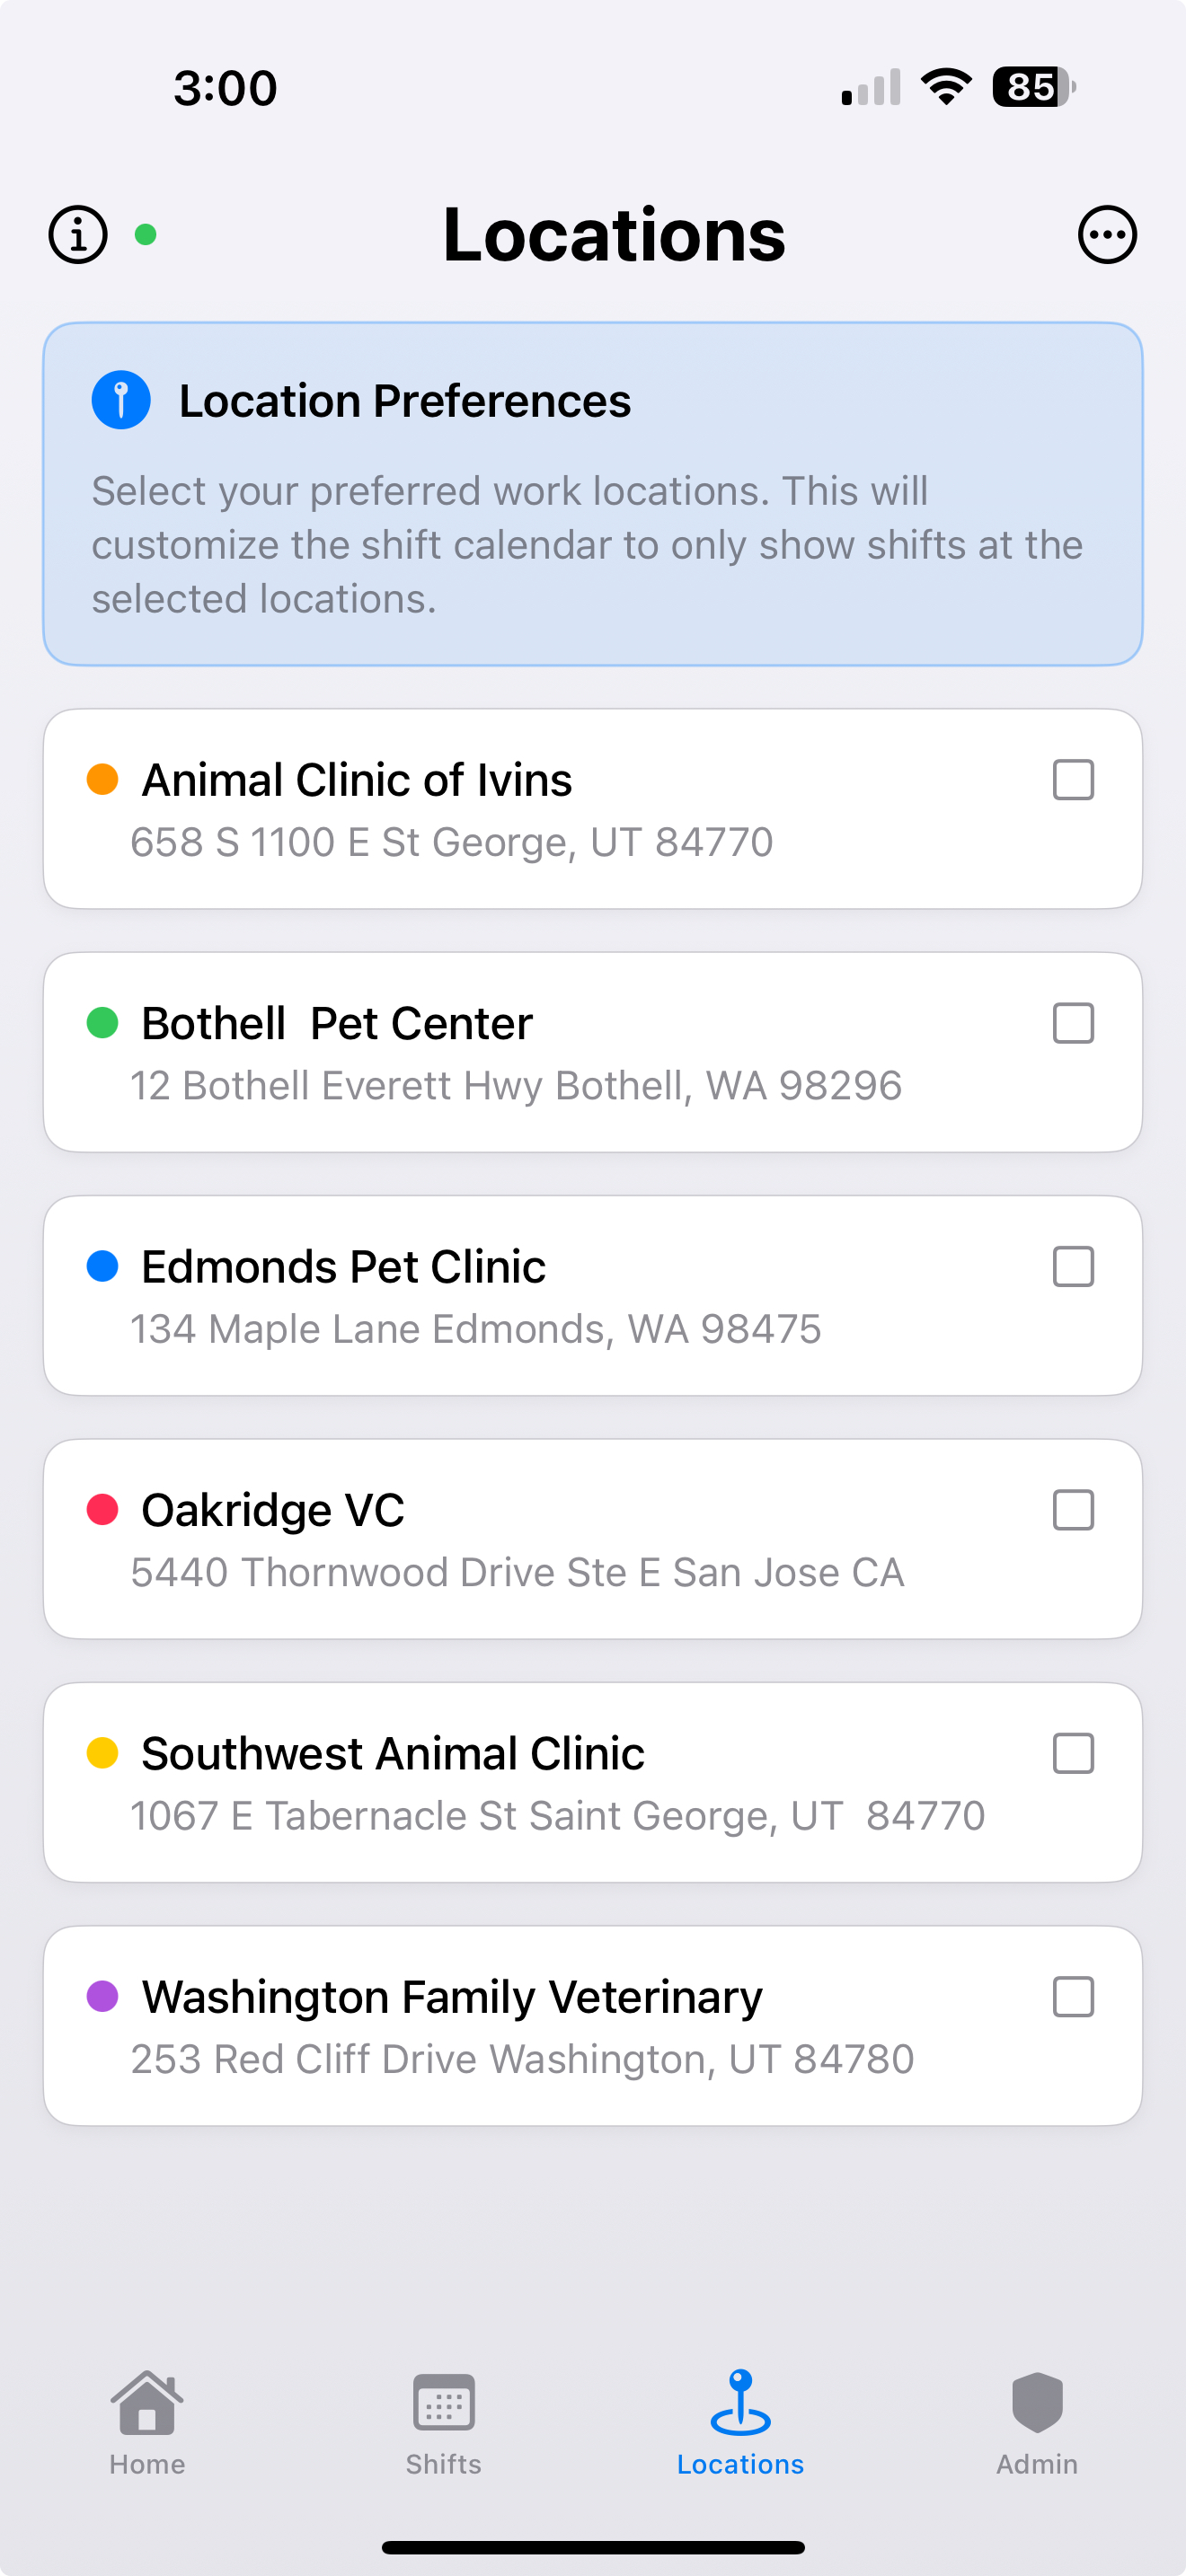 3:00
85
Locations
Location Preferences
Select your preferred work locations. This will
customize the shift calendar to only show shifts at the
selected locations.
Animal Clinic of Ivins
658 S 1100 E St George, UT 84770
Bothell  Pet Center
12 Bothell Everett Hwy Bothell, WA 98296
Edmonds Pet Clinic
134 Maple Lane Edmonds, WA 98475
Oakridge VC
5440 Thornwood Drive Ste E San Jose CA
Southwest Animal Clinic
1067 E Tabernacle St Saint George, UT  84770
Washington Family Veterinary
253 Red Cliff Drive Washington, UT 84780
Home
Shifts
Locations
Admin